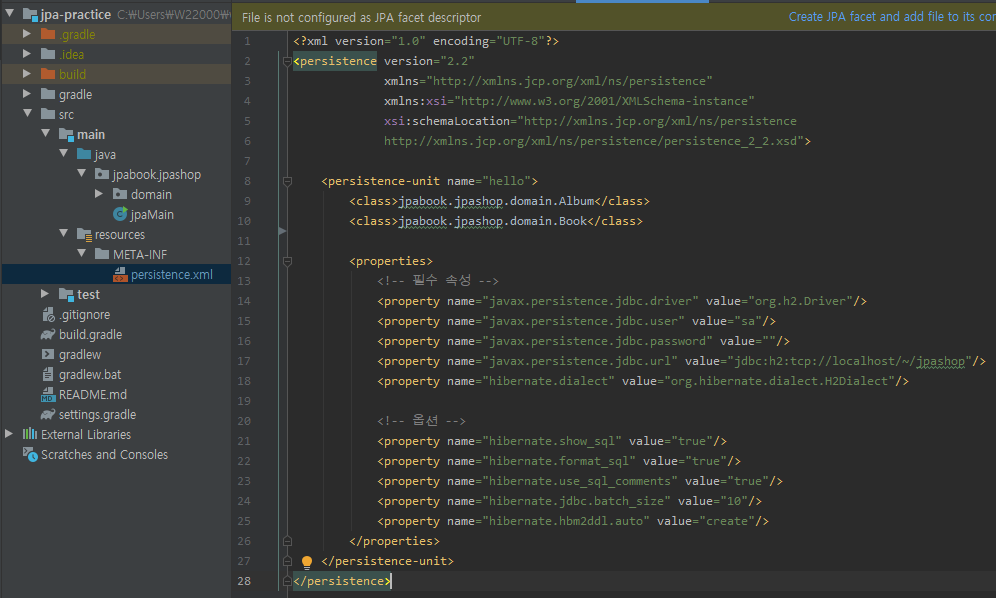 jpa-practice C:₩Users₩W22000₩
.gradle
.idea
build
gradle
src
main
java
jpabook.jpashop
domain
jpaMain
resources
META-INF
persistence.xml
test
.gitignore
build.gradle
gradlew
gradlew.bat
README.md
settings.gradle
External Libraries
Scratches and Consoles
File is not configured as JPA facet descriptor
Create JPA facet and add file to its con
1 <?xml version="1.0" encoding="UTF-8"?>
2 <persistence version="2.2"
3 xmlns="http://xmlns.jcp.org/xml/ns/persistence"
4 xmlns:xsi="http://www.w3.org/2001/XMLSchema-instance"
5 xsi:schemaLocation="http://xmlns.jcp.org/xml/ns/persistence
6 http://xmlns.jcp.org/xml/ns/persistence/persistence_2_2.xsd">
7
8 <persistence-unit name="hello">
9 <class>jpabook.jpashop.domain.Album</class>
10 <class>jpabook.jpashop.domain.Book</class>
11
12 <properties>
13 <!-- 필수 속성 -->
14 <property name="javax.persistence.jdbc.driver" value="org.h2.Driver"/>
15 <property name="javax.persistence.jdbc.user" value="sa"/>
16 <property name="javax.persistence.jdbc.password" value=""/>
17 <property name="javax.persistence.jdbc.url" value="jdbc:h2:tcp://localhost/~/jpashop"/>
18 <property name="hibernate.dialect" value="org.hibernate.dialect.H2Dialect"/>
19
20 <!-- 옵션 -->
21 <property name="hibernate.show_sql" value="true"/>
22 <property name="hibernate.format_sql" value="true"/>
23 <property name="hibernate.use_sql_comments" value="true"/>
24 <property name="hibernate.jdbc.batch_size" value="10"/>
25 <property name="hibernate.hbm2ddl.auto" value="create"/>
26 </properties>
27 </persistence-unit>
28 </persistence>